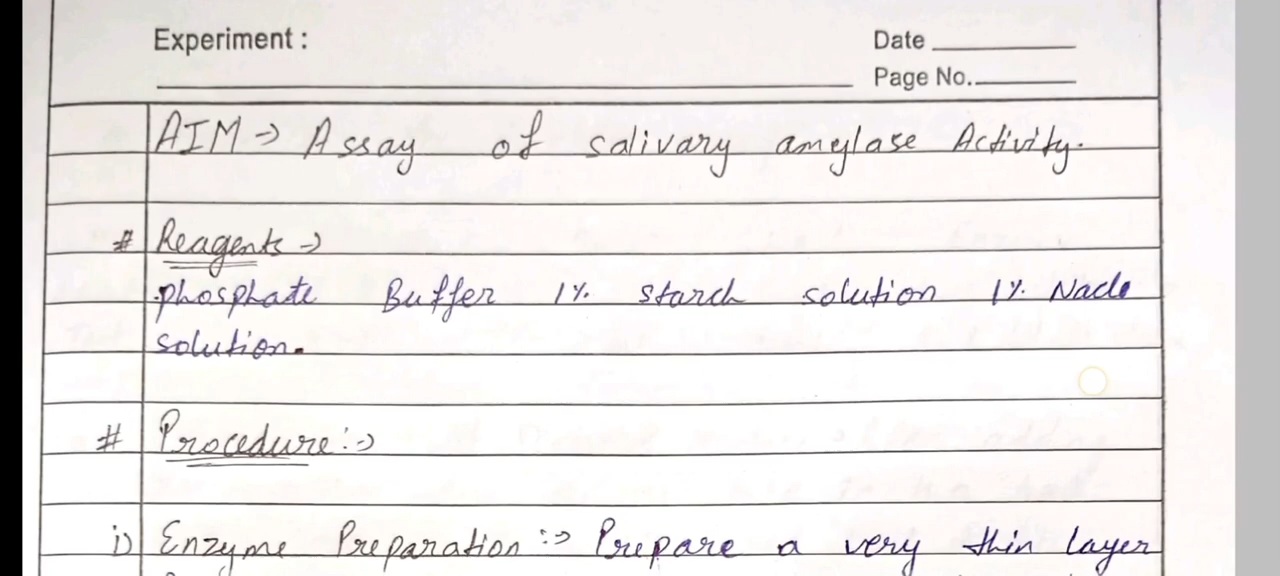 Experiment :
Date
Page No.
AIM → Assay of salivary amylase Activity.
# Reagents →
phosphate Buffer 1% starch solution 1% Nacl
solution.
# Procedure :→
i) Enzyme Preparation :→ Prepare a very thin layer